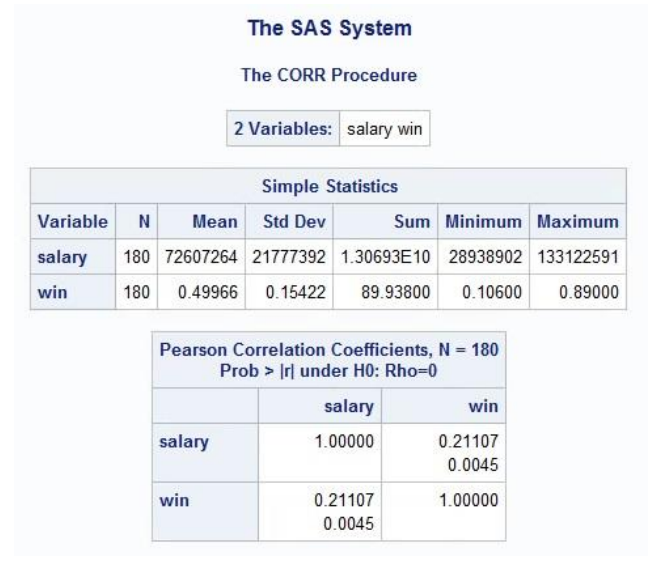 The SAS System
The CORR Procedure
2 Variables: salary win
Simple Statistics
Variable N Mean Std Dev Sum Minimum Maximum
salary 180 72607264 21777392 1.30693E10 28938902 133122591
win 180 0.49966 0.15422 89.93800 0.10600 0.89000
Pearson Correlation Coefficients, N = 180
Prob > |r| under H0: Rho=0
salary win
salary 1.00000 0.21107
0.0045
win 0.21107 1.00000
0.0045